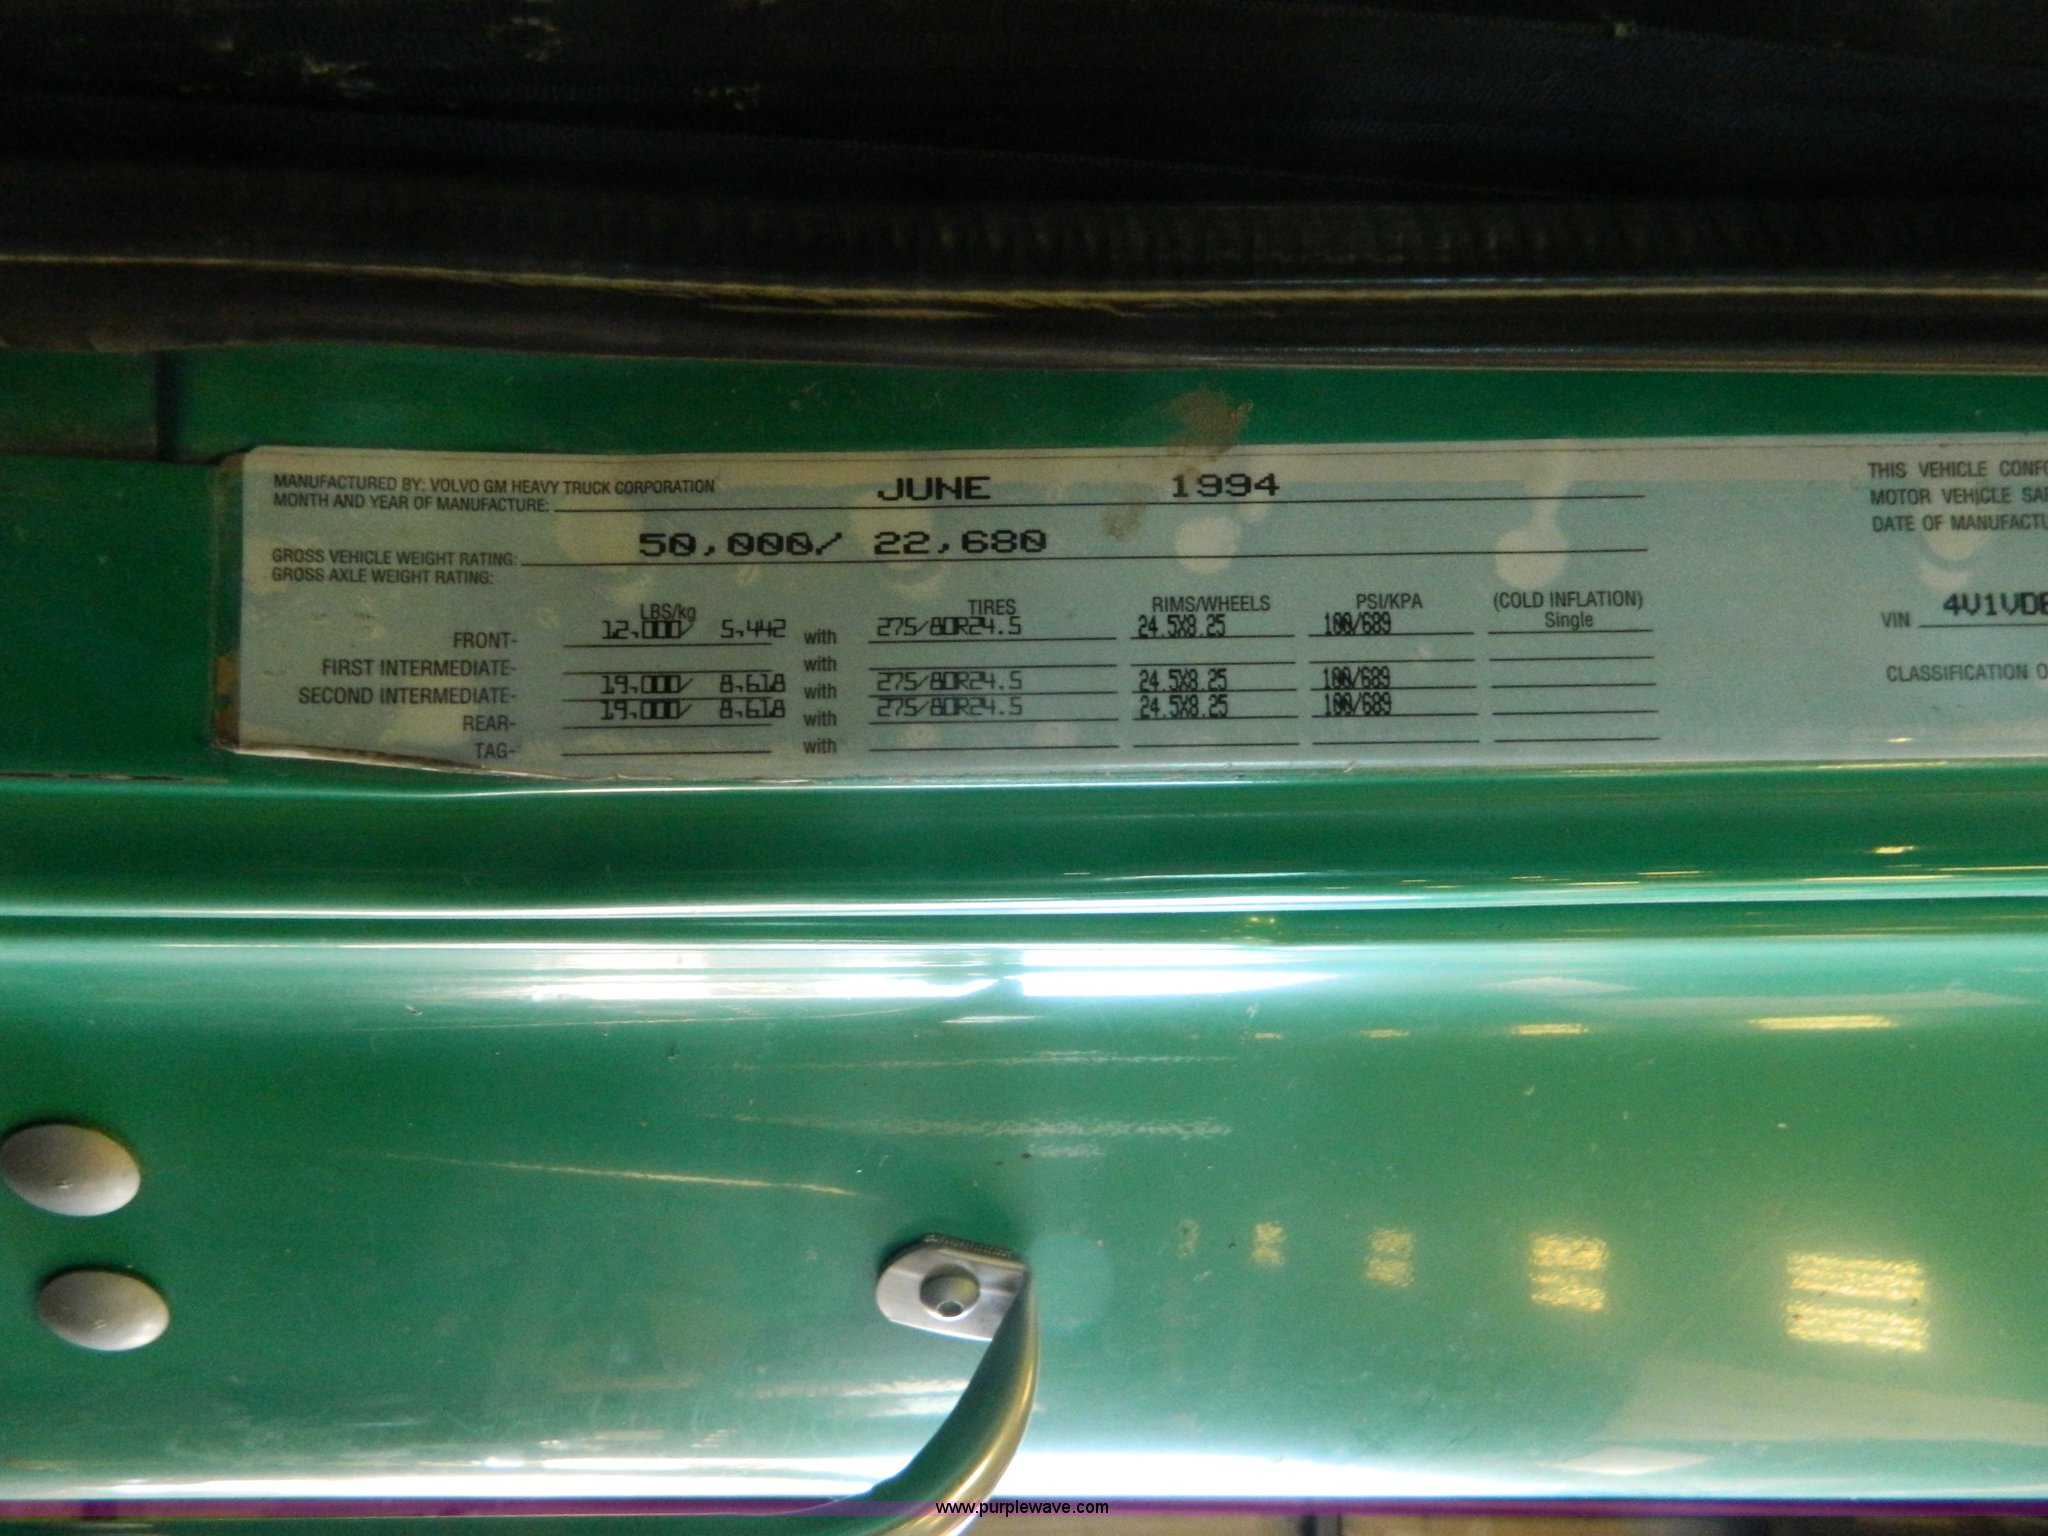 MANUFACTURED BY: VOLVO GM HEAVY TRUCK CORPORATION
MONTH AND YEAR OF MANUFACTURE: JUNE 1994
GROSS VEHICLE WEIGHT RATING: 50,000/ 22,680
GROSS AXLE WEIGHT RATING:
LBS/kg TIRES RIMS/WHEELS PSI/KPA (COLD INFLATION)
FRONT- 12,000/ 5,442 with 275/80R24.5 24.5X8.25 100/689 Single
FIRST INTERMEDIATE- with
SECOND INTERMEDIATE- 19,000/ 8,618 with 275/80R24.5 24.5X8.25 100/689
REAR- 19,000/ 8,618 with 275/80R24.5 24.5X8.25 100/689
TAG- with
THIS VEHICLE CONFO
MOTOR VEHICLE SAF
DATE OF MANUFACTU
VIN 4V1VDB
CLASSIFICATION O
www.purplewave.com